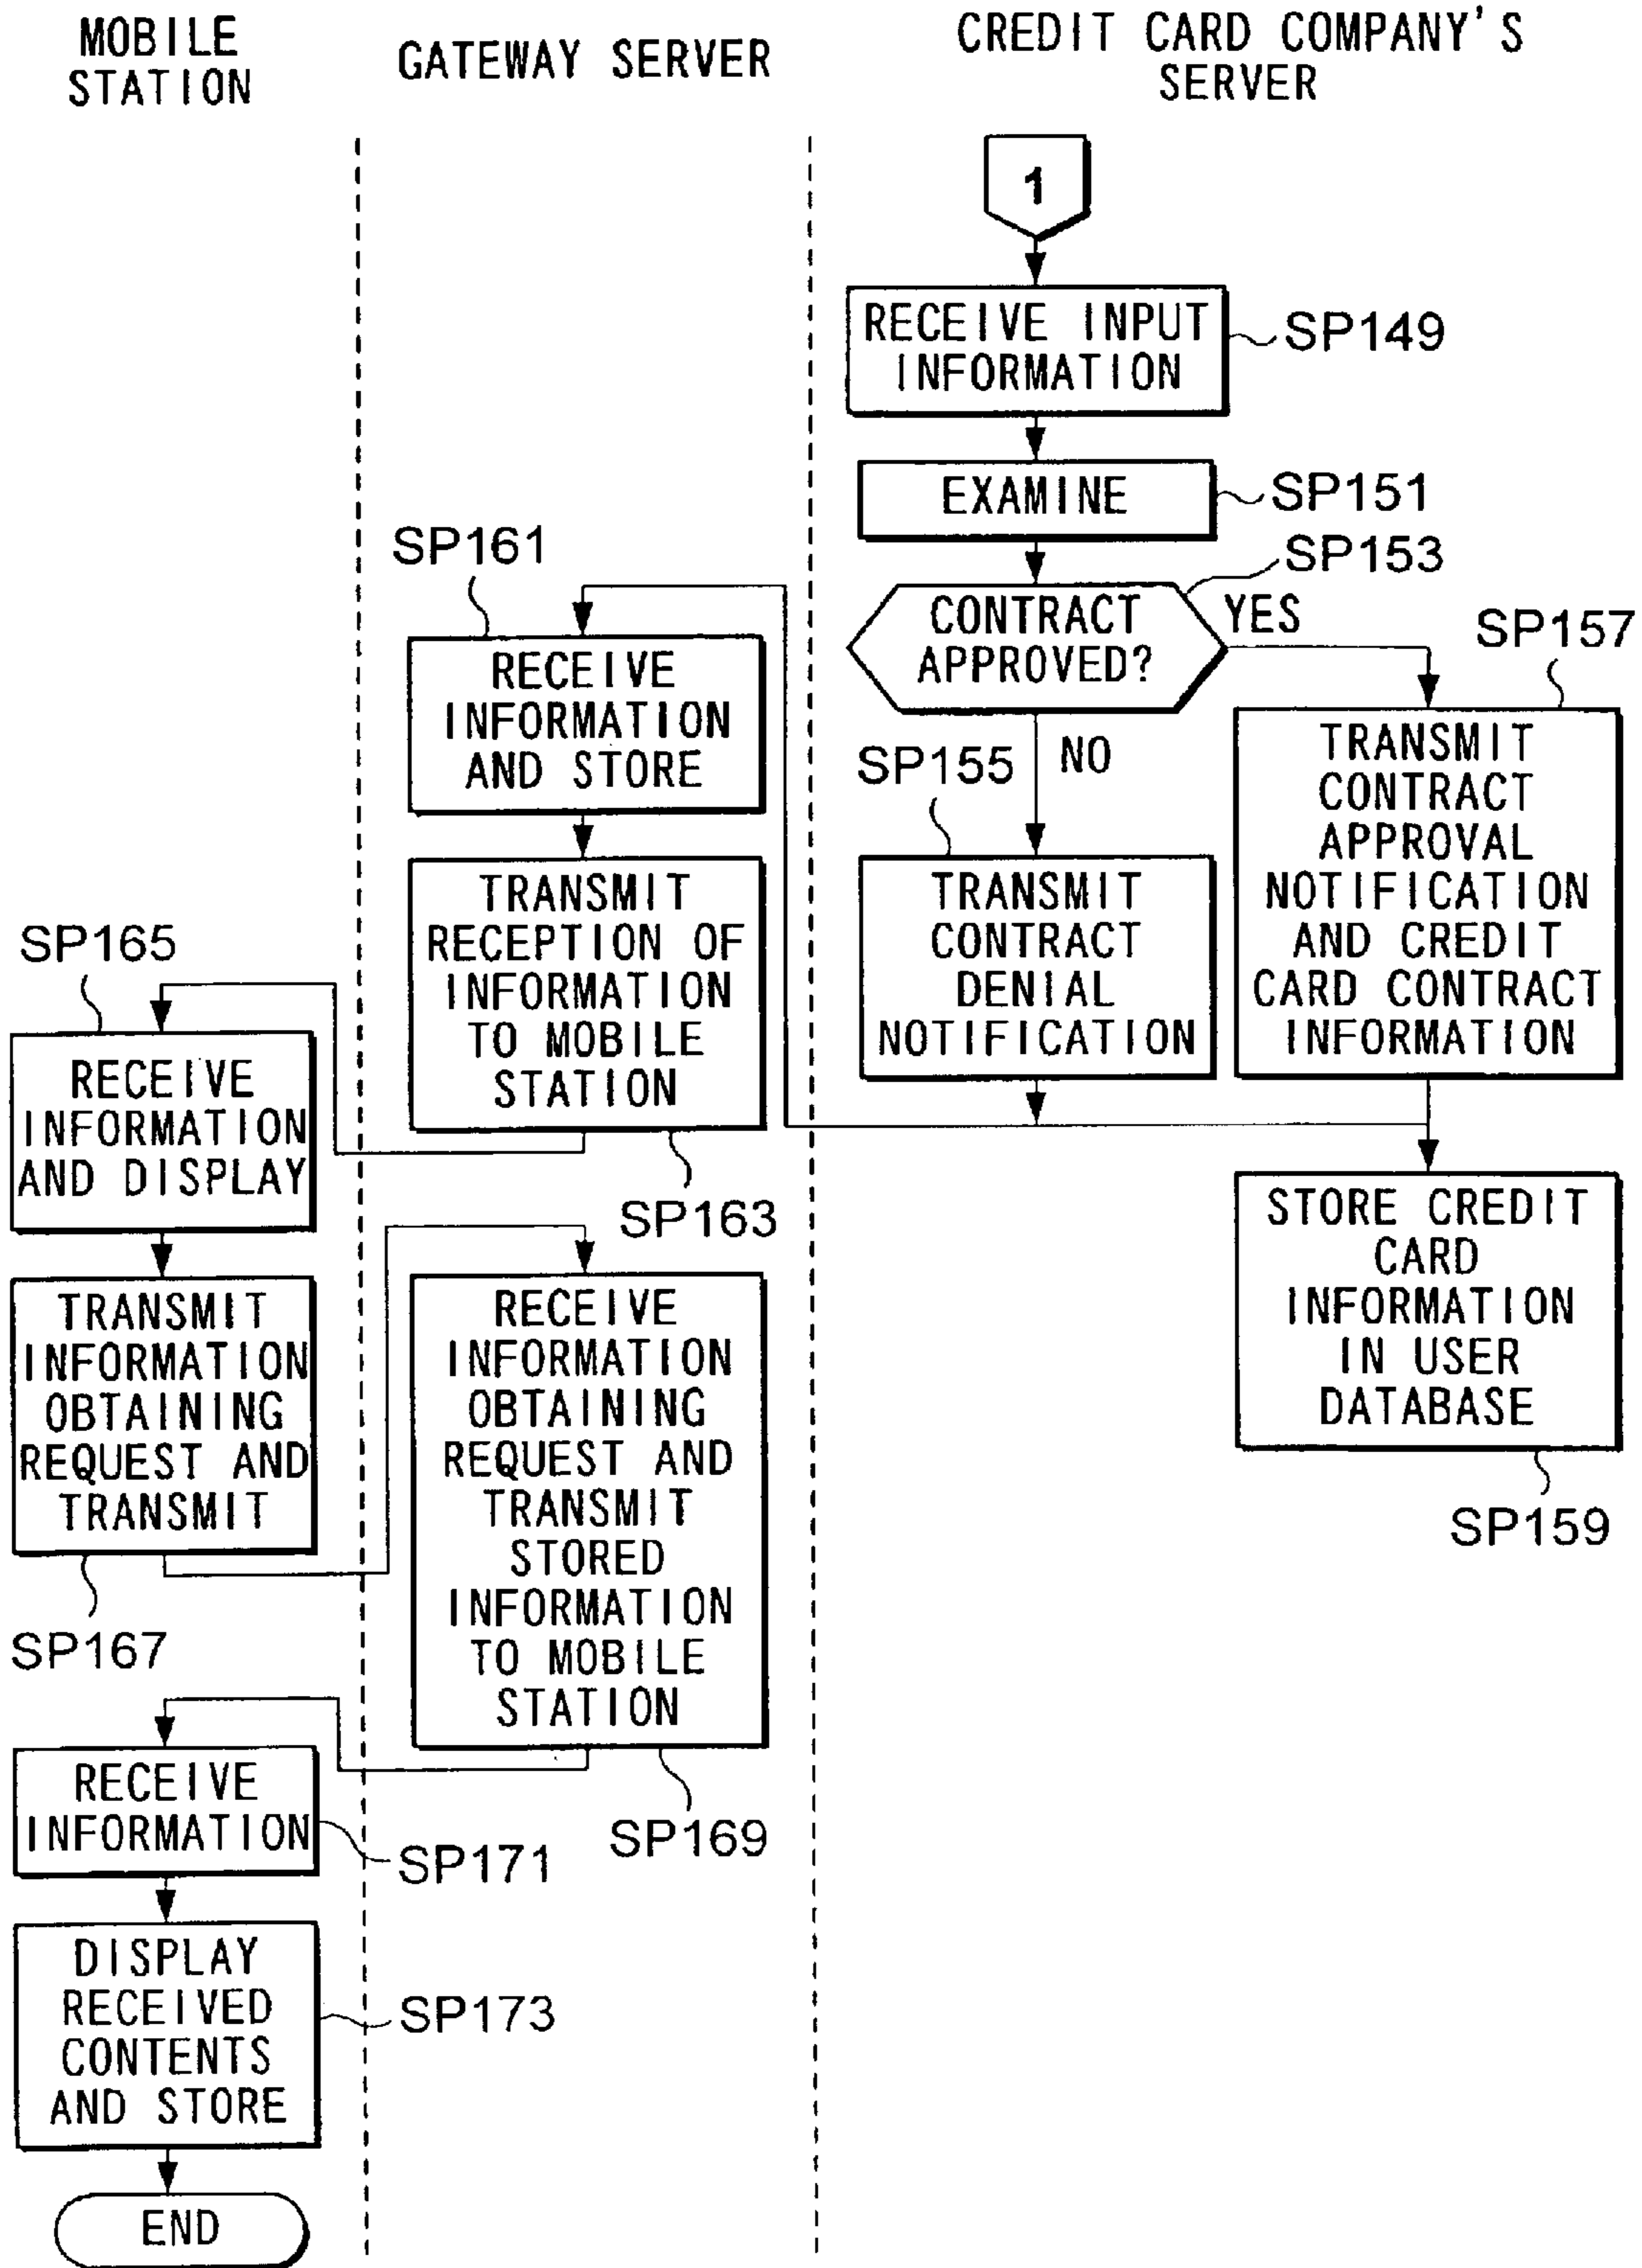 MOBILE
STATION
GATEWAY SERVER
CREDIT CARD COMPANY'S
SERVER
1
RECEIVE INPUT
INFORMATION
SP149
EXAMINE
SP151
CONTRACT
APPROVED?
SP153
YES
NO
SP155
TRANSMIT
CONTRACT
DENIAL
NOTIFICATION
SP157
TRANSMIT
CONTRACT
APPROVAL
NOTIFICATION
AND CREDIT
CARD CONTRACT
INFORMATION
STORE CREDIT
CARD
INFORMATION
IN USER
DATABASE
SP159
SP161
RECEIVE
INFORMATION
AND STORE
TRANSMIT
RECEPTION OF
INFORMATION
TO MOBILE
STATION
SP163
SP165
RECEIVE
INFORMATION
AND DISPLAY
TRANSMIT
INFORMATION
OBTAINING
REQUEST AND
TRANSMIT
SP167
RECEIVE
INFORMATION
OBTAINING
REQUEST AND
TRANSMIT
STORED
INFORMATION
TO MOBILE
STATION
SP169
RECEIVE
INFORMATION
SP171
DISPLAY
RECEIVED
CONTENTS
AND STORE
SP173
END